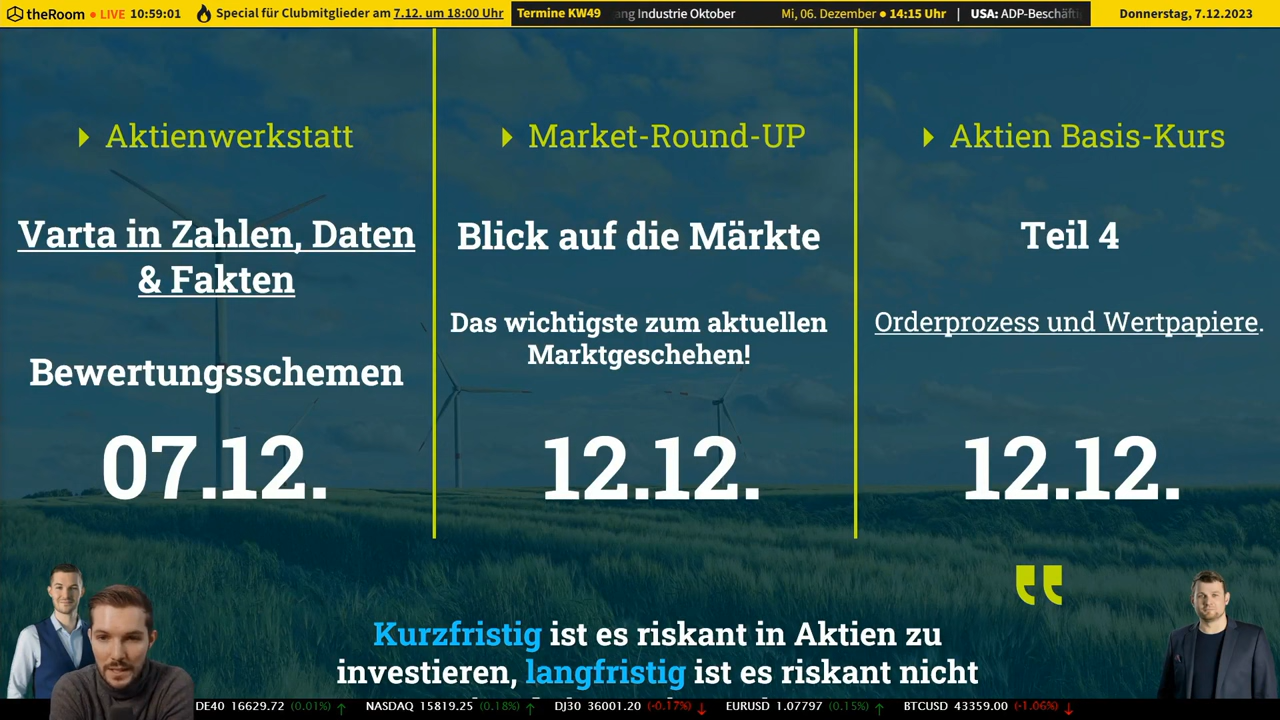 theRoom ● LIVE 10:59:01 Special für Clubmitglieder am 7.12. um 18:00 Uhr Termine KW49 Industrie Oktober Mi, 06. Dezember ● 14:15 Uhr | USA: Donnerstag, 7.12.2023
Aktienwerkstatt
Varta in Zahlen, Daten
& Fakten
Bewertungsschemen
07.12.
Market-Round-UP
Blick auf die Märkte
Das wichtigste zum aktuellen
Marktgeschehen!
12.12.
Aktien Basis-Kurs
Teil 4
Orderprozess und Wertpapiere.
12.12.
Kurzfristig ist es riskant in Aktien zu
investieren, langfristig ist es riskant nicht
DE40 16629.72 (0.01%) ↑ NASDAQ 15819.25 (0.18%) ↑ DJ30 36001.20 (-0.17%) ↓ EURUSD 1.07797 (0.15%) ↑ BTCUSD 43359.00 (-1.06%) ↓